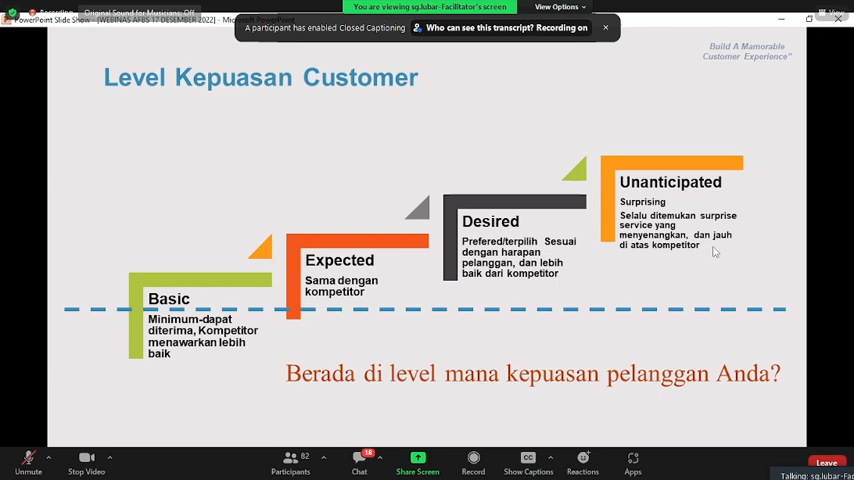 Recording
PowerPoint Slide Show - [WEBINAS AFBS 17 DESEMBER 2022] - Microsoft PowerPoint
Original Sound for Musicians: Off
You are viewing sg.lubar-Facilitator's screen
View Options
View
A participant has enabled Closed Captioning
Who can see this transcript? Recording on
Build A Mamorable
Customer Experience"
Level Kepuasan Customer
Unanticipated
Surprising
Selalu ditemukan surprise
service yang
menyenangkan, dan jauh
di atas kompetitor
Desired
Prefered/terpilih Sesuai
dengan harapan
pelanggan, dan lebih
baik dari kompetitor
Expected
Sama dengan
kompetitor
Basic
Minimum-dapat
diterima, Kompetitor
menawarkan lebih
baik
Berada di level mana kepuasan pelanggan Anda?
Unmute
Stop Video
82
Participants
18
Chat
Share Screen
Record
CC
Show Captions
Reactions
Apps
Leave
Talking: sg.lubar-Fac